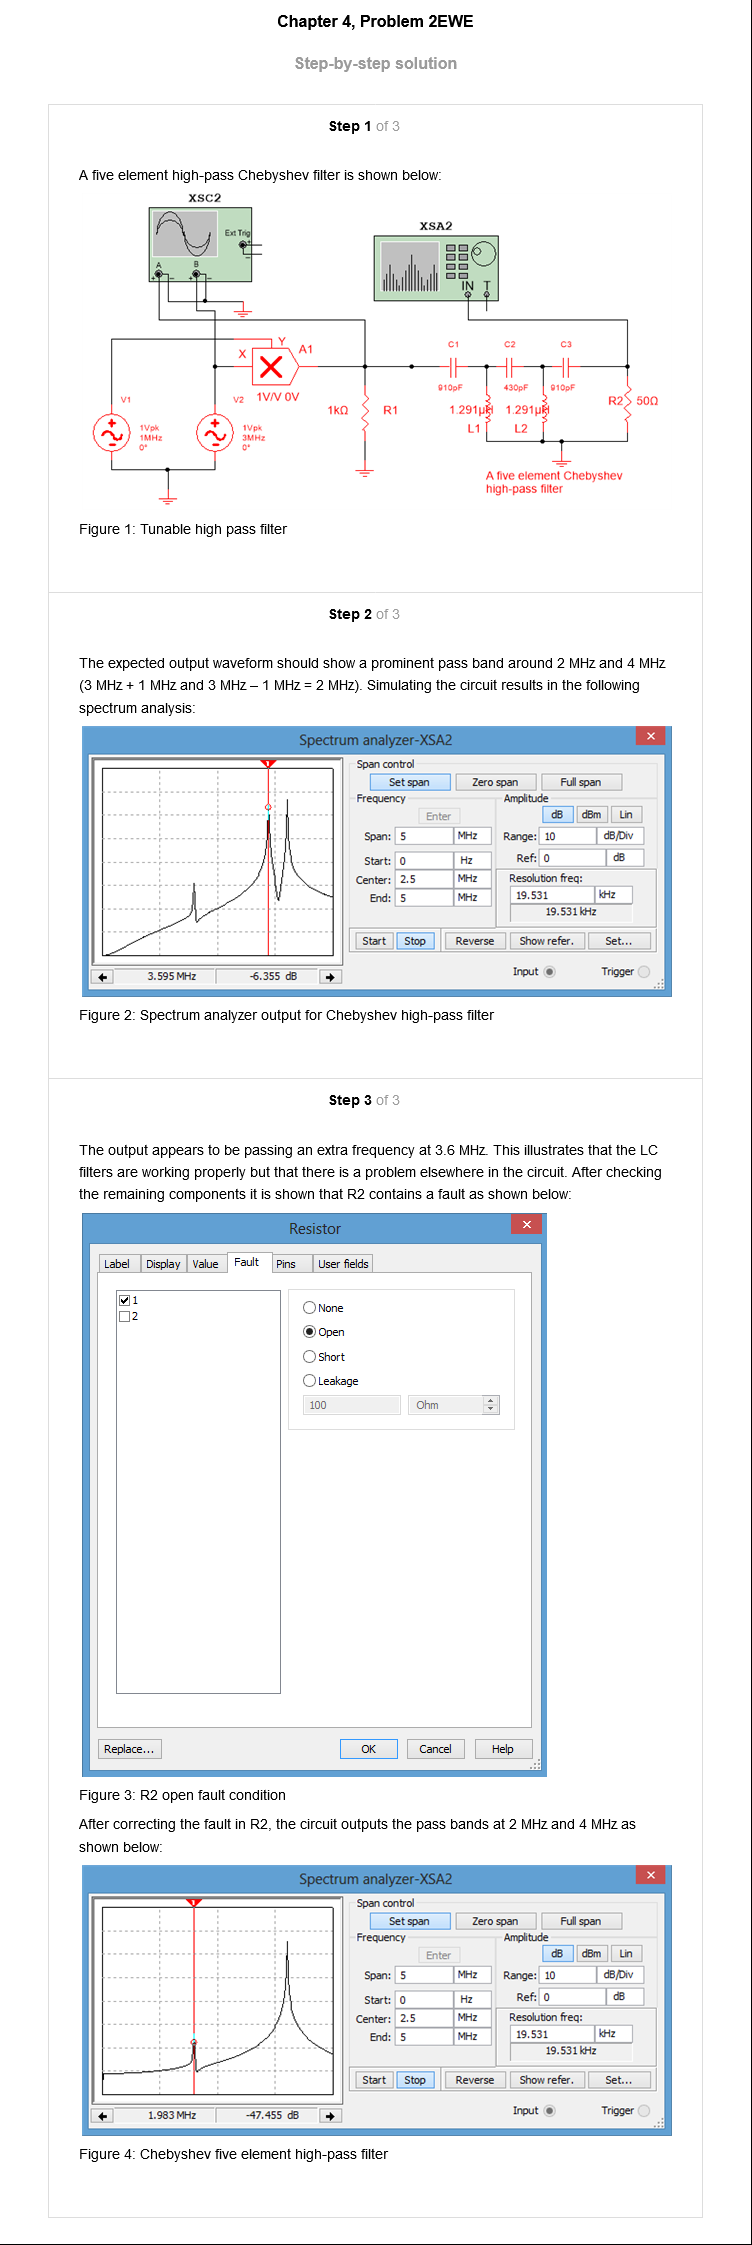 Chapter 4, Problem 2EWE
Step-by-step solution
Step 1 of 3
A five element high-pass Chebyshev filter is shown below:
XSC2
Ext Trig
A
B
XSA2
IN T
X
Y
A1
1V/V 0V
V1
1Vpk
1MHz
0°
V2
1Vpk
3MHz
0°
1kΩ
R1
C1
910pF
C2
430pF
C3
910pF
1.291µH
L1
1.291µH
L2
R2
50Ω
A five element Chebyshev
high-pass filter
Figure 1: Tunable high pass filter
Step 2 of 3
The expected output waveform should show a prominent pass band around 2 MHz and 4 MHz
(3 MHz + 1 MHz and 3 MHz – 1 MHz = 2 MHz). Simulating the circuit results in the following
spectrum analysis:
Spectrum analyzer-XSA2
1
Span control
Set span Zero span Full span
Frequency
Enter
Span: 5 MHz
Start: 0 Hz
Center: 2.5 MHz
End: 5 MHz
Amplitude
dB dBm Lin
Range: 10 dB/Div
Ref: 0 dB
Resolution freq:
19.531 kHz
19.531 kHz
Start Stop Reverse Show refer. Set...
3.595 MHz -6.355 dB
Input Trigger
Figure 2: Spectrum analyzer output for Chebyshev high-pass filter
Step 3 of 3
The output appears to be passing an extra frequency at 3.6 MHz. This illustrates that the LC
filters are working properly but that there is a problem elsewhere in the circuit. After checking
the remaining components it is shown that R2 contains a fault as shown below:
Resistor
Label Display Value Fault Pins User fields
1
2
None
Open
Short
Leakage
100 Ohm
Replace... OK Cancel Help
Figure 3: R2 open fault condition
After correcting the fault in R2, the circuit outputs the pass bands at 2 MHz and 4 MHz as
shown below:
Spectrum analyzer-XSA2
1
Span control
Set span Zero span Full span
Frequency
Enter
Span: 5 MHz
Start: 0 Hz
Center: 2.5 MHz
End: 5 MHz
Amplitude
dB dBm Lin
Range: 10 dB/Div
Ref: 0 dB
Resolution freq:
19.531 kHz
19.531 kHz
Start Stop Reverse Show refer. Set...
1.983 MHz -47.455 dB
Input Trigger
Figure 4: Chebyshev five element high-pass filter